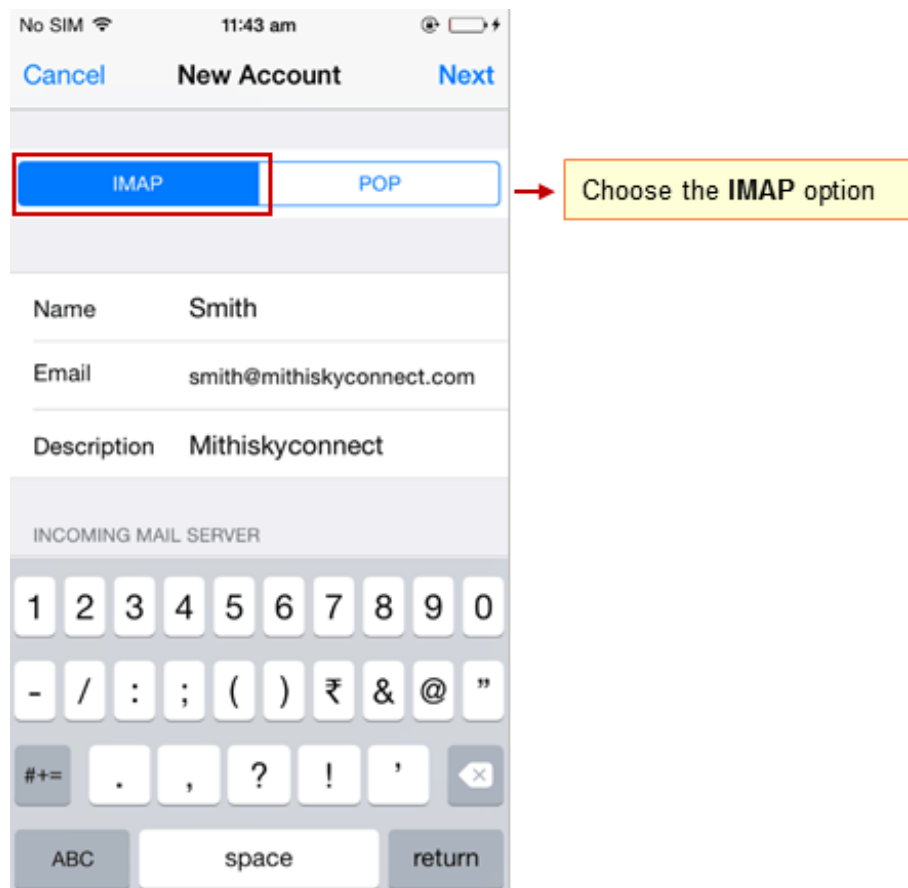 No SIM 11:43 am
Cancel New Account Next
IMAP POP
Choose the IMAP option
Name Smith
Email smith@mithiskyconnect.com
Description Mithiskyconnect
INCOMING MAIL SERVER
1 2 3 4 5 6 7 8 9 0
- / : ; ( ) ₹ & @ ”
#+= . , ? ! ’
ABC space return